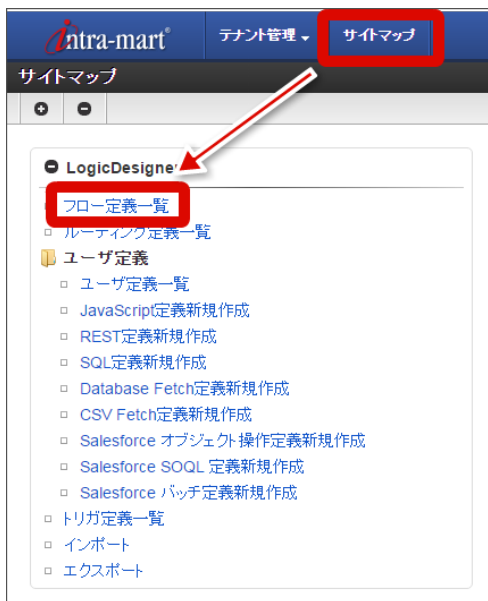 intra-mart® テナント管理 サイトマップ
サイトマップ
LogicDesigne
フロー定義一覧
ルーティング定義一覧
ユーザ定義
ユーザ定義一覧
JavaScript定義新規作成
REST定義新規作成
SQL定義新規作成
Database Fetch定義新規作成
CSV Fetch定義新規作成
Salesforce オブジェクト操作定義新規作成
Salesforce SOQL 定義新規作成
Salesforce バッチ定義新規作成
トリガ定義一覧
インポート
エクスポート